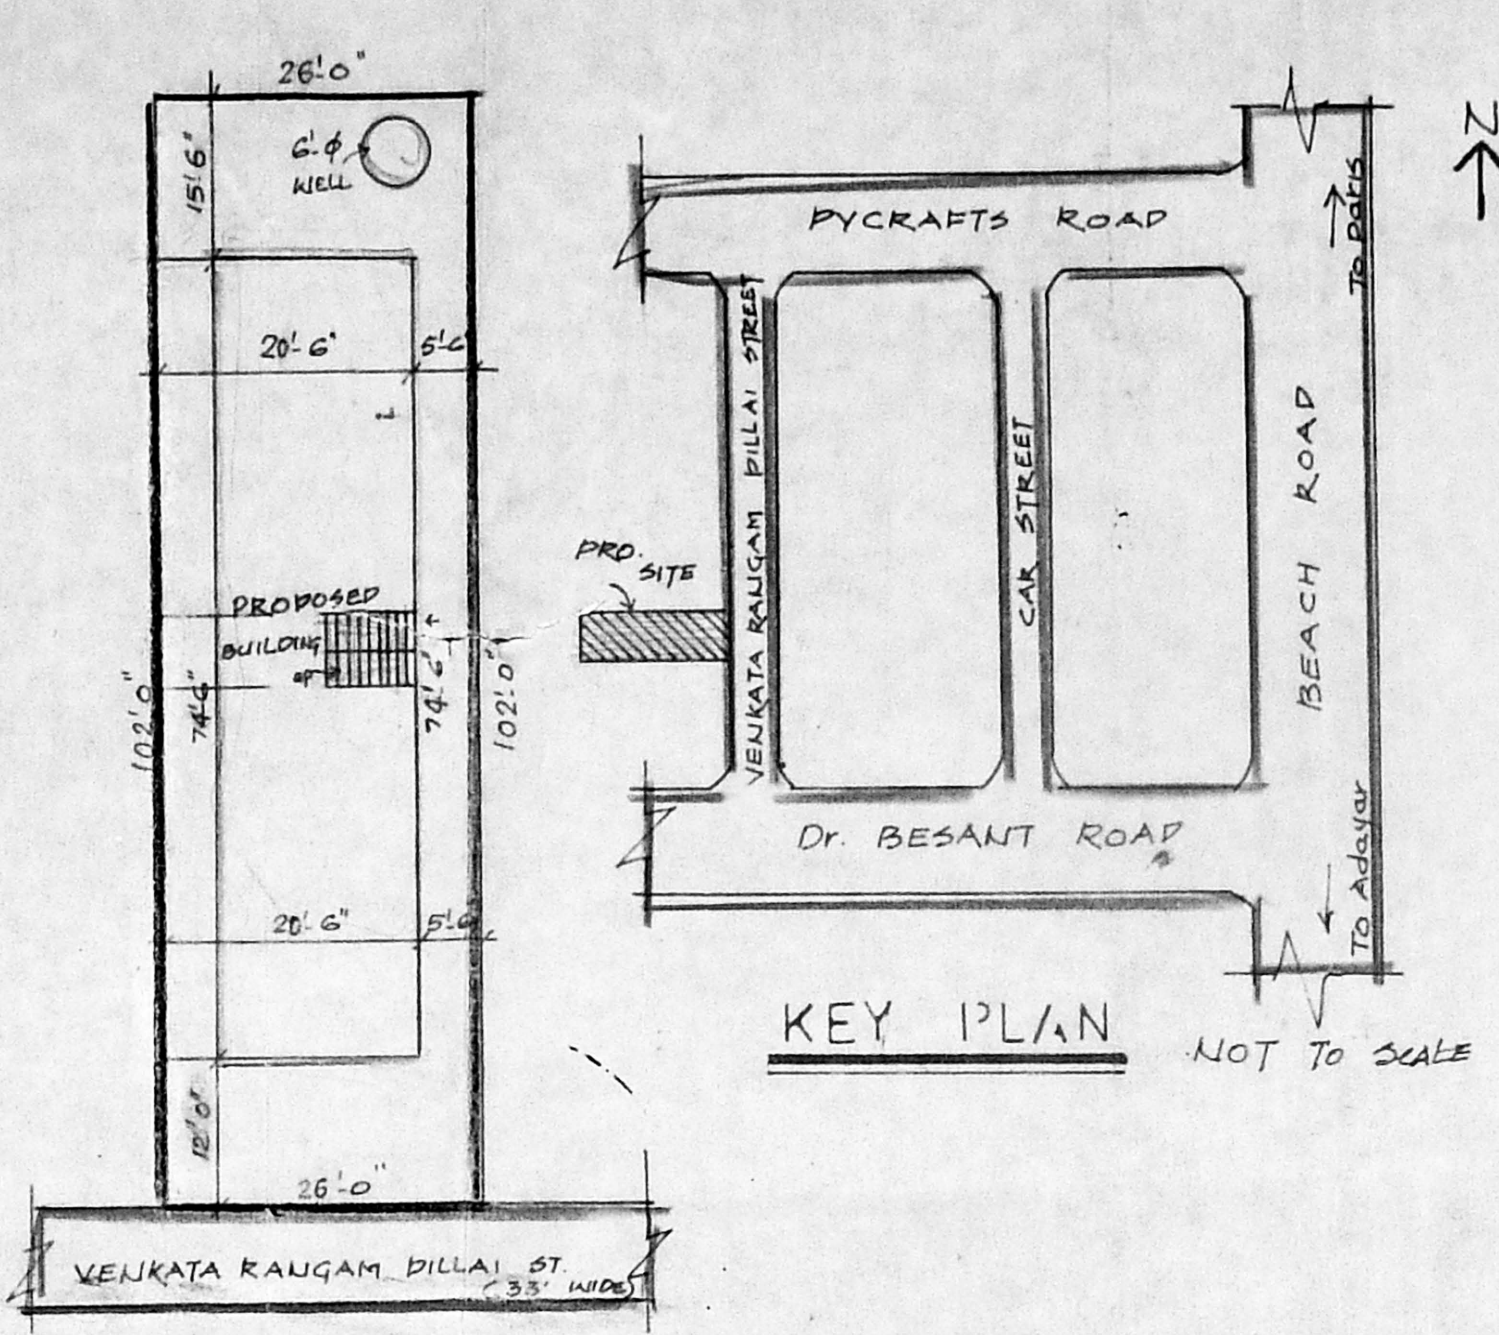 26'-0"
6'-φ
WELL
15'6"
20'-6"
5'-6
PROPOSED
BUILDING
up
102'-0"
74'-6"
74'-6"
102'-0"
20'-6"
5'-6
12'-0"
26'-0"
VENKATA RANGAM PILLAI ST.
(33' WIDE)
PRO.
SITE
PYCRAFTS ROAD
VENKATA RANGAM PILLAI STREET
CAR STREET
BEACH ROAD
To paris
N
To Adayar
Dr. BESANT ROAD
KEY PLAN
NOT TO SCALE